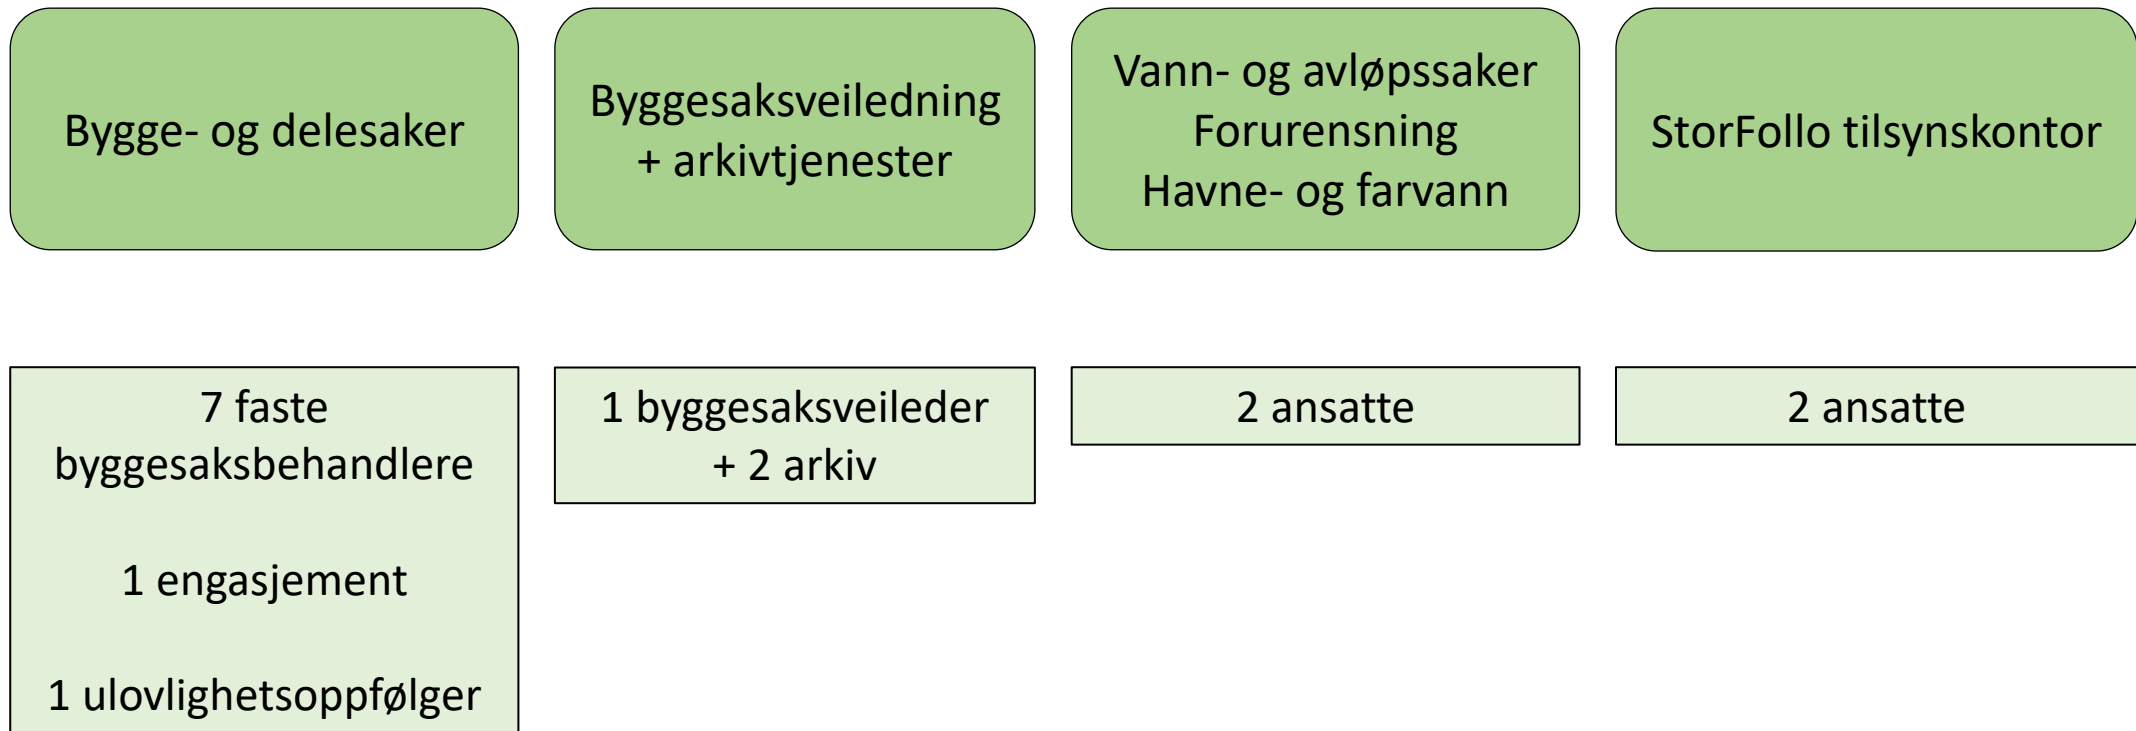 Bygge- og delesaker
Byggesaksveiledning
+ arkivtjenester
Vann- og avløpssaker
Forurensning
Havne- og farvann
StorFollo tilsynskontor
7 faste
byggesaksbehandlere
1 engasjement
1 ulovlighetsoppfølger
1 byggesaksveileder
+ 2 arkiv
2 ansatte
2 ansatte